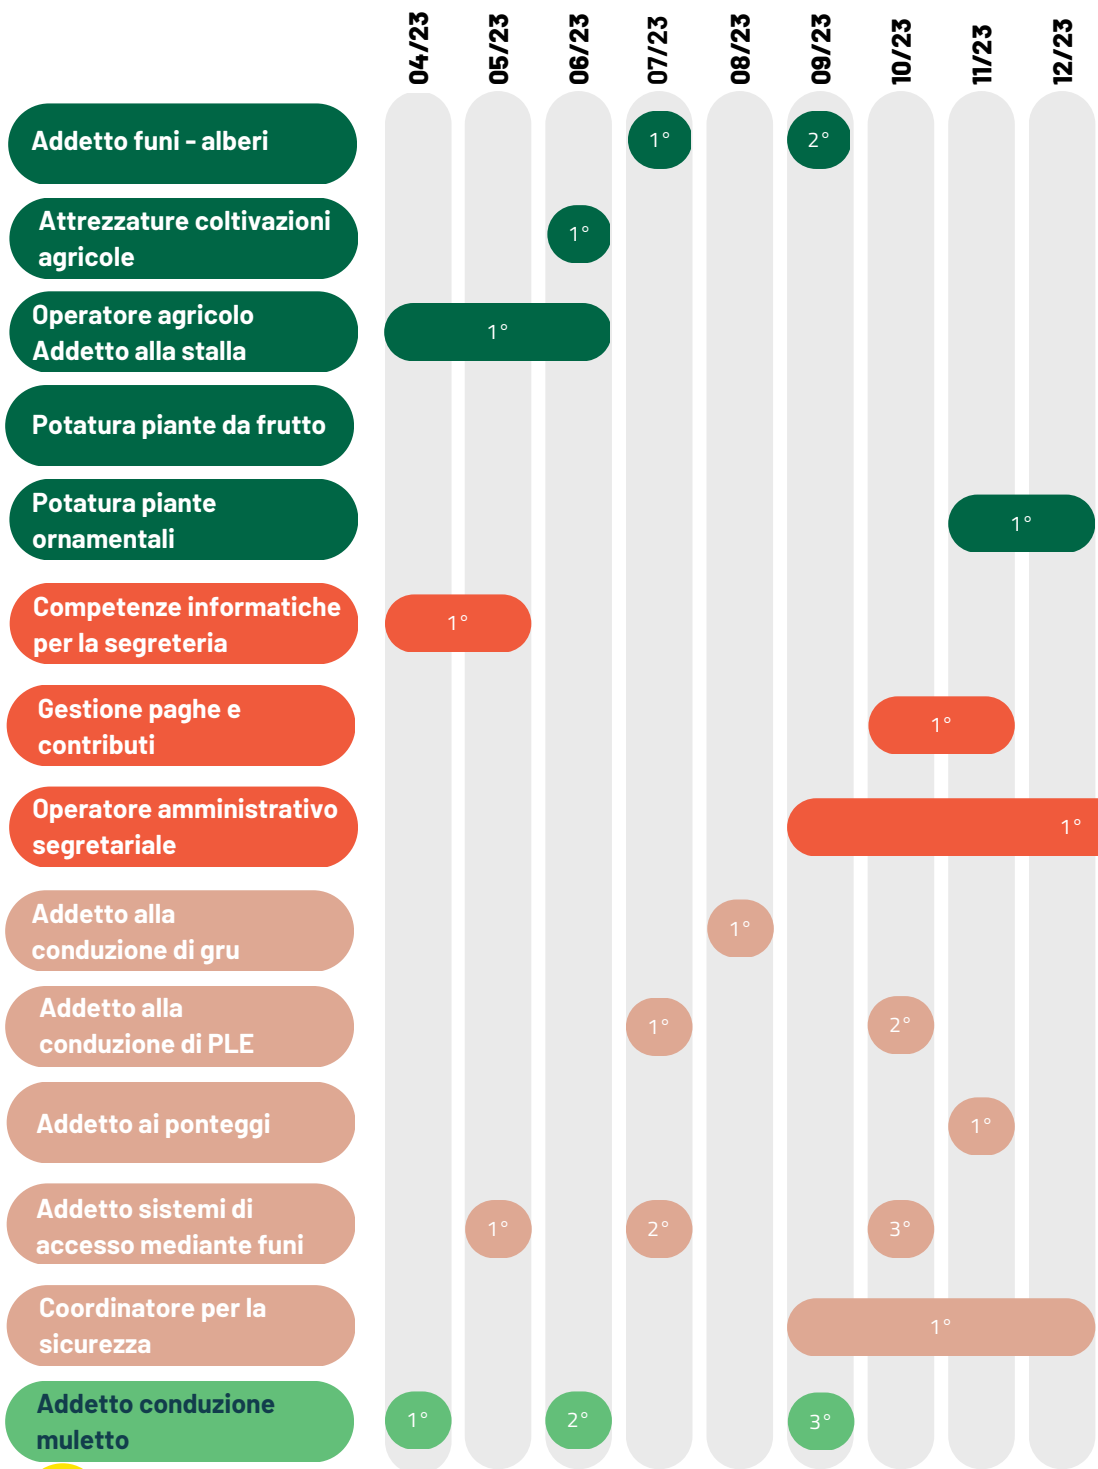 04/23 05/23 06/23 07/23 08/23 09/23 10/23 11/23 12/23
Addetto funi - alberi
1° 2°
Attrezzature coltivazioni
agricole
1°
Operatore agricolo
Addetto alla stalla
1°
Potatura piante da frutto
Potatura piante
ornamentali
1°
Competenze informatiche
per la segreteria
1°
Gestione paghe e
contributi
1°
Operatore amministrativo
segretariale
1°
Addetto alla
conduzione di gru
1°
Addetto alla
conduzione di PLE
1° 2°
Addetto ai ponteggi
1°
Addetto sistemi di
accesso mediante funi
1° 2° 3°
Coordinatore per la
sicurezza
1°
Addetto conduzione
muletto
1° 2° 3°